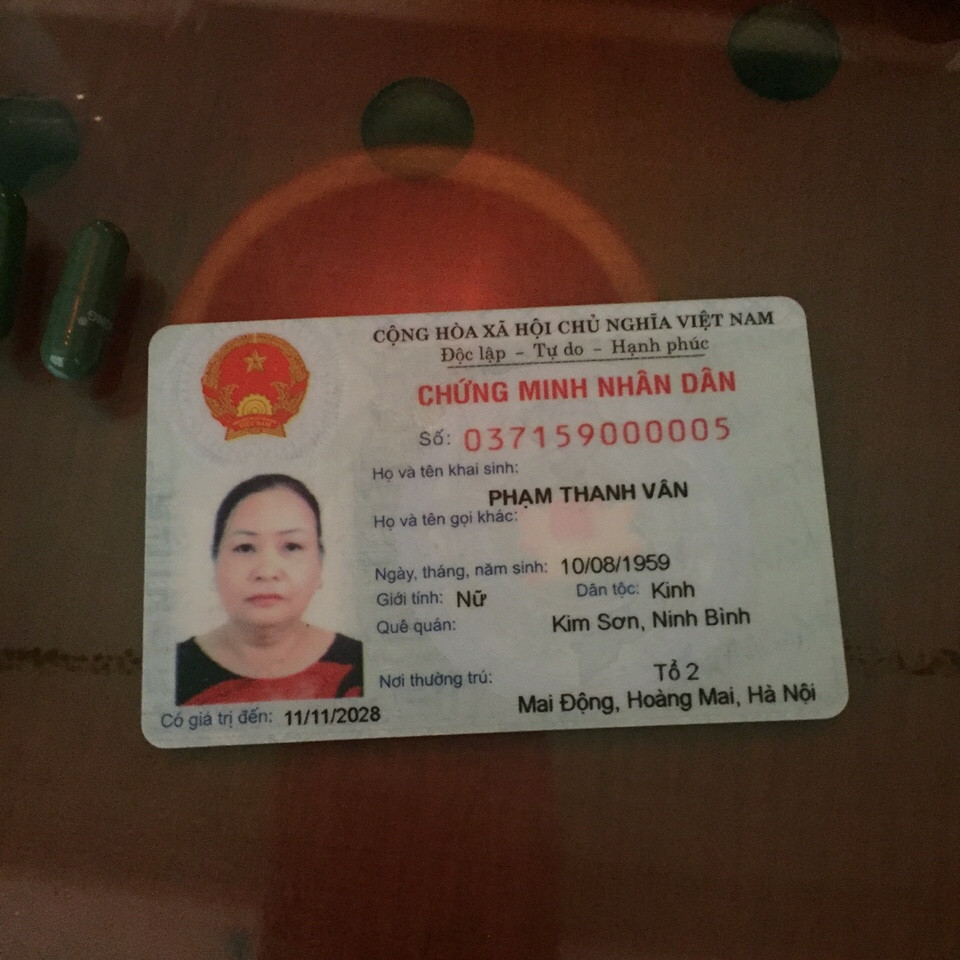 CỘNG HÒA XÃ HỘI CHỦ NGHĨA VIỆT NAM
Độc lập - Tự do - Hạnh phúc
CHỨNG MINH NHÂN DÂN
Số: 037159000005
Họ và tên khai sinh:
PHẠM THANH VÂN
Họ và tên gọi khác:
Ngày, tháng, năm sinh: 10/08/1959
Giới tính: Nữ Dân tộc: Kinh
Quê quán: Kim Sơn, Ninh Bình
Nơi thường trú: Tổ 2
Mai Động, Hoàng Mai, Hà Nội
Có giá trị đến: 11/11/2028